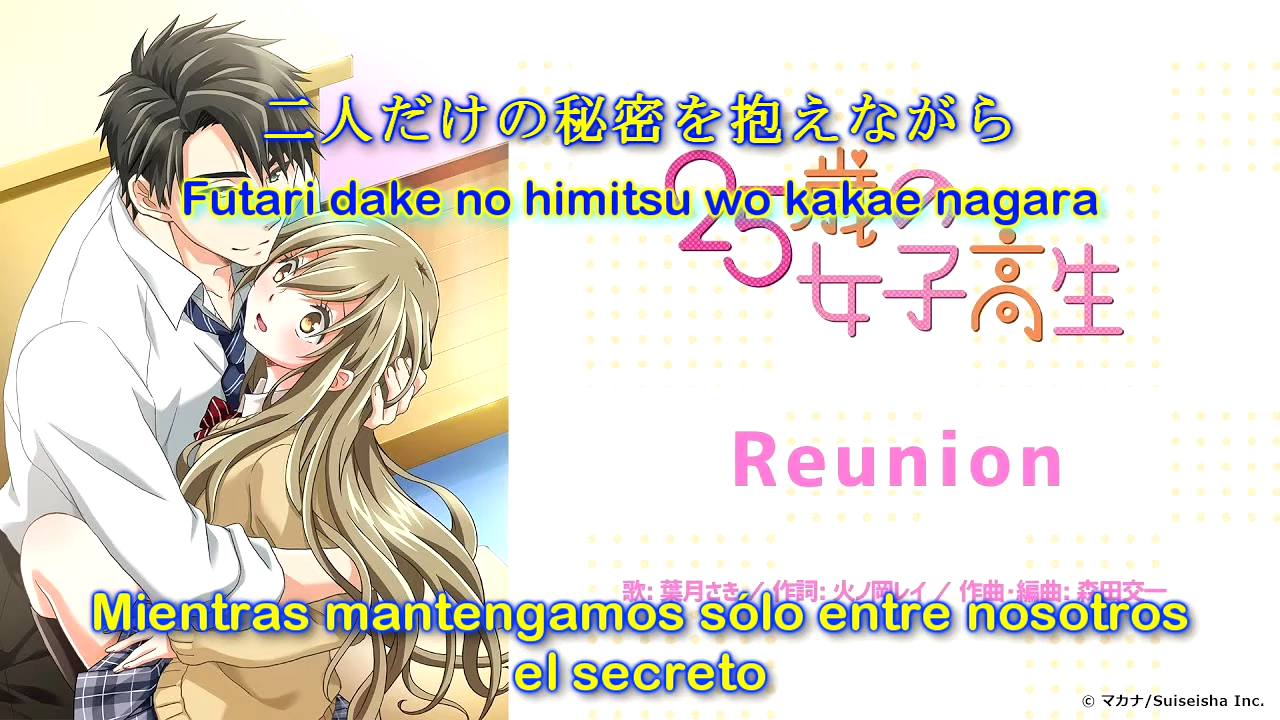 二人だけの秘密を抱えながら
Futari dake no himitsu wo kakae nagara
25歳の
女子高生
Reunion
歌: 葉月さき / 作詞: 火ノ岡レイ / 作曲・編曲: 森田交一
Mientras mantengamos sólo entre nosotros
el secreto
© マカナ/Suiseisha Inc.